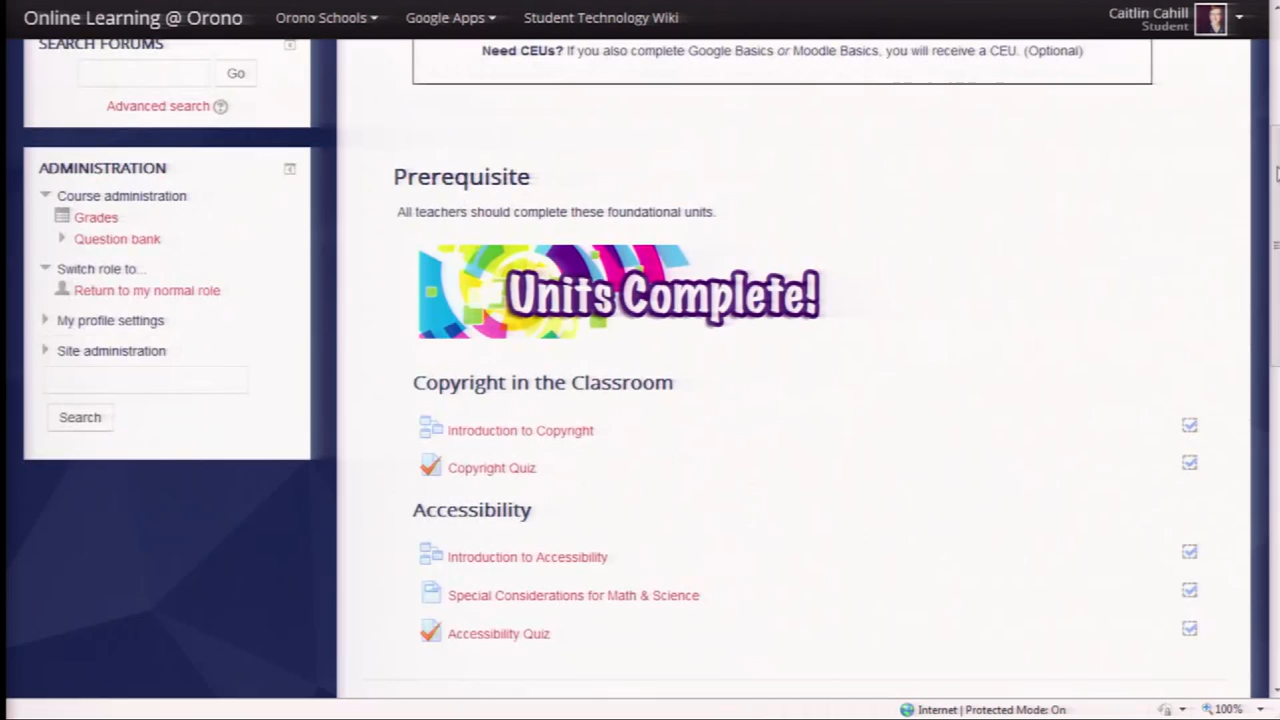 Online Learning @ Orono
Orono Schools
Google Apps
Student Technology Wiki
Caitlin Cahill
Student
SEARCH FORUMS
Go
Advanced search
ADMINISTRATION
Course administration
Grades
Question bank
Switch role to...
Return to my normal role
My profile settings
Site administration
Search
Need CEUs? If you also complete Google Basics or Moodle Basics, you will receive a CEU. (Optional)
Prerequisite
All teachers should complete these foundational units.
Units Complete!
Copyright in the Classroom
Introduction to Copyright
Copyright Quiz
Accessibility
Introduction to Accessibility
Special Considerations for Math & Science
Accessibility Quiz
Internet | Protected Mode: On
100%